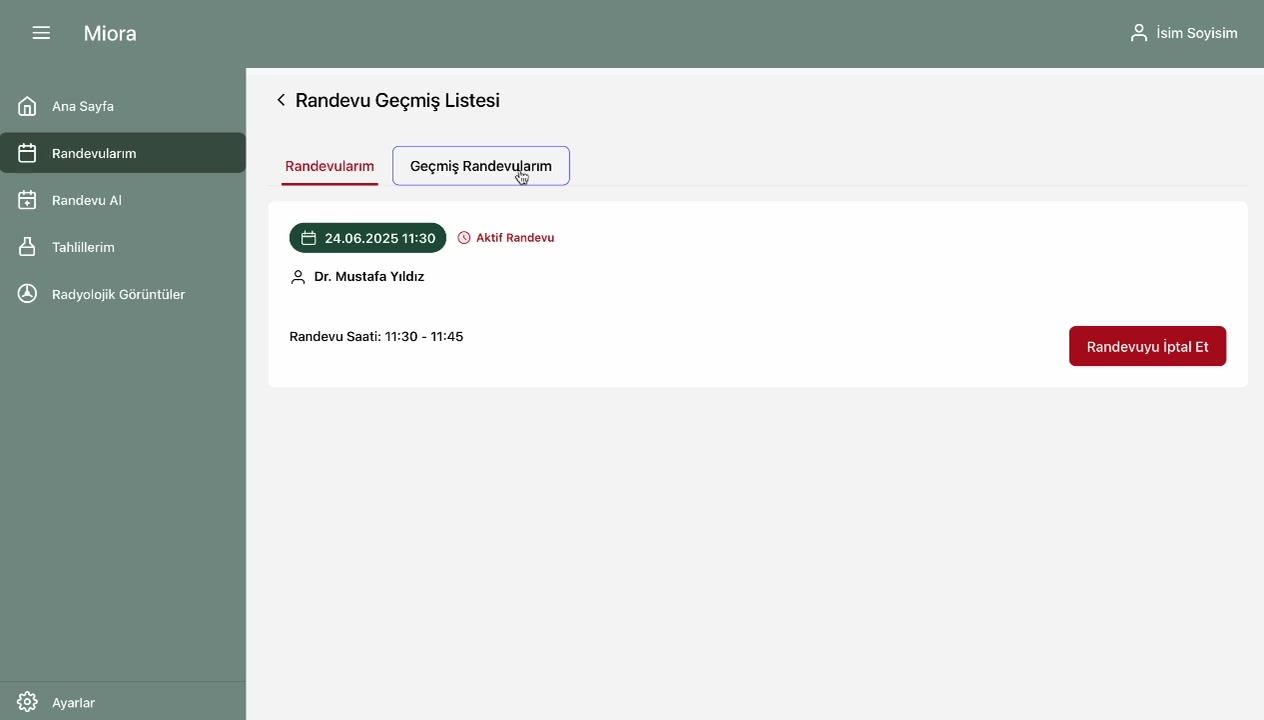 Miora
İsim Soyisim
Ana Sayfa
Randevularım
Randevu Al
Tahlillerim
Radyolojik Görüntüler
Ayarlar
Randevu Geçmiş Listesi
Randevularım
Geçmiş Randevularım
24.06.2025 11:30
Aktif Randevu
Dr. Mustafa Yıldız
Randevu Saati: 11:30 - 11:45
Randevuyu İptal Et